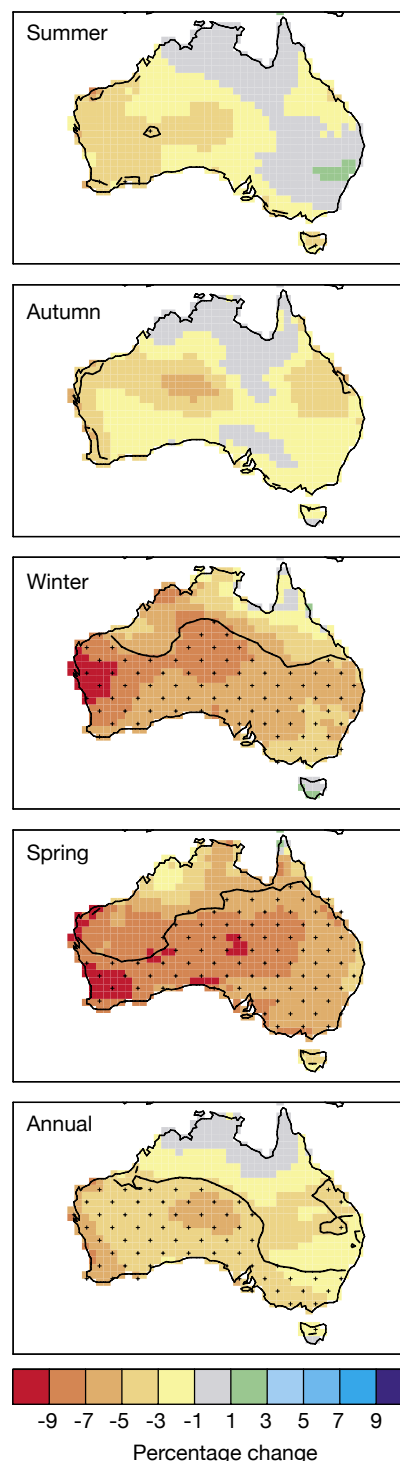 Summer
Autumn
Winter
Spring
Annual
-9 -7 -5 -3 -1 1 3 5 7 9
Percentage change